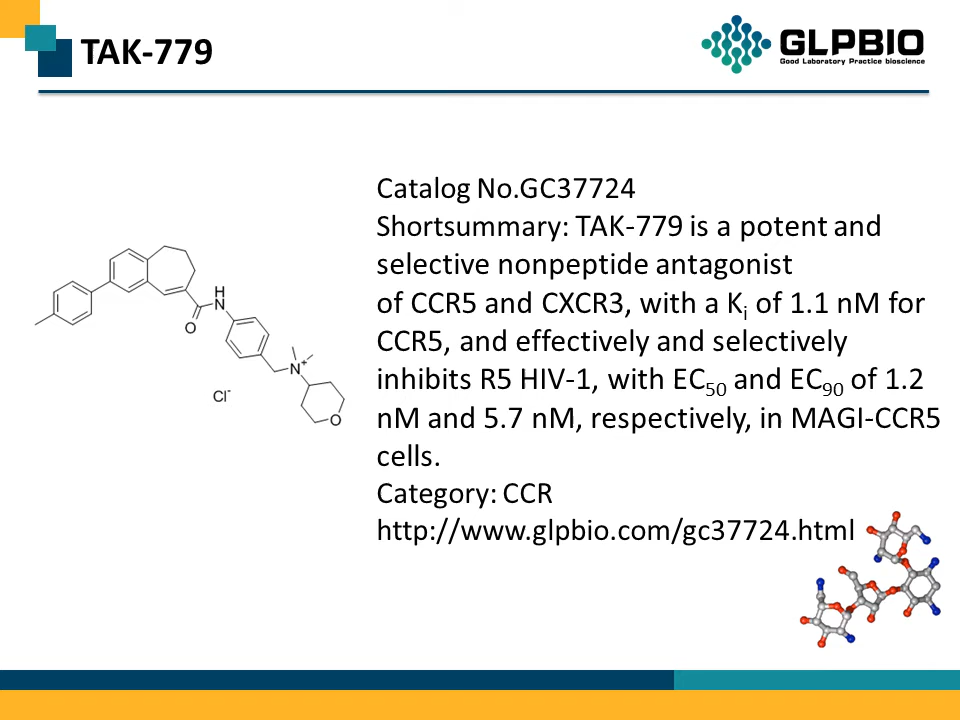 TAK-779
GLPBIO
Good Laboratory Practice bioscience
Catalog No.GC37724
Shortsummary: TAK-779 is a potent and
selective nonpeptide antagonist
of CCR5 and CXCR3, with a Ki of 1.1 nM for
CCR5, and effectively and selectively
inhibits R5 HIV-1, with EC50 and EC90 of 1.2
nM and 5.7 nM, respectively, in MAGI-CCR5
cells.
Category: CCR
http://www.glpbio.com/gc37724.html
H
N
O
N+
Cl-
O